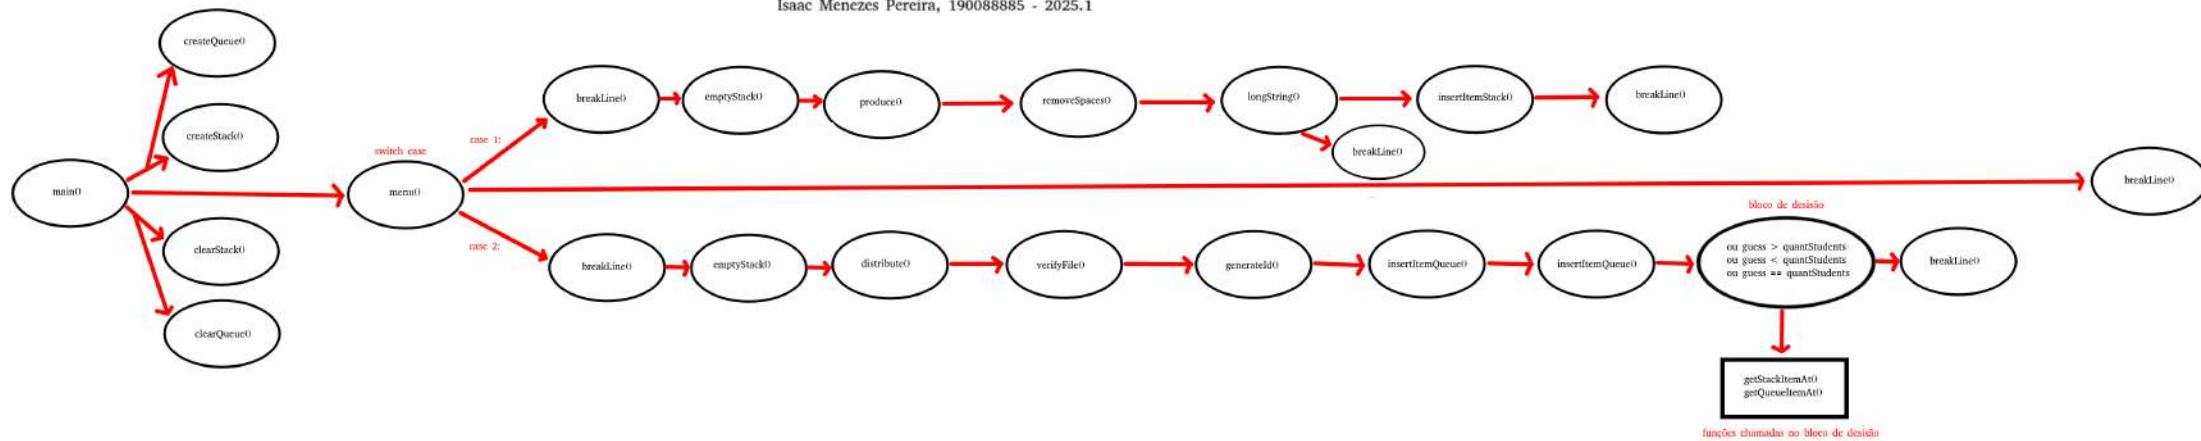 Isaac Menezes Pereira, 190088885 - 2025.1
createQueue()
createStack()
main()
clearStack()
clearQueue()
switch case
menu()
case 1:
breakLine()
emptyStack()
produce()
removeSpaces()
longString()
insertItemStack()
breakLine()
breakLine()
breakLine()
case 2:
breakLine()
emptyStack()
distribute()
verifyFile()
generateId()
insertItemQueue()
insertItemQueue()
bloco de desisão
ou guess > quantStudents
ou guess < quantStudents
ou guess == quantStudents
breakLine()
getStackItemAt()
getQueueItemAt()
funções chamadas no bloco de desisão